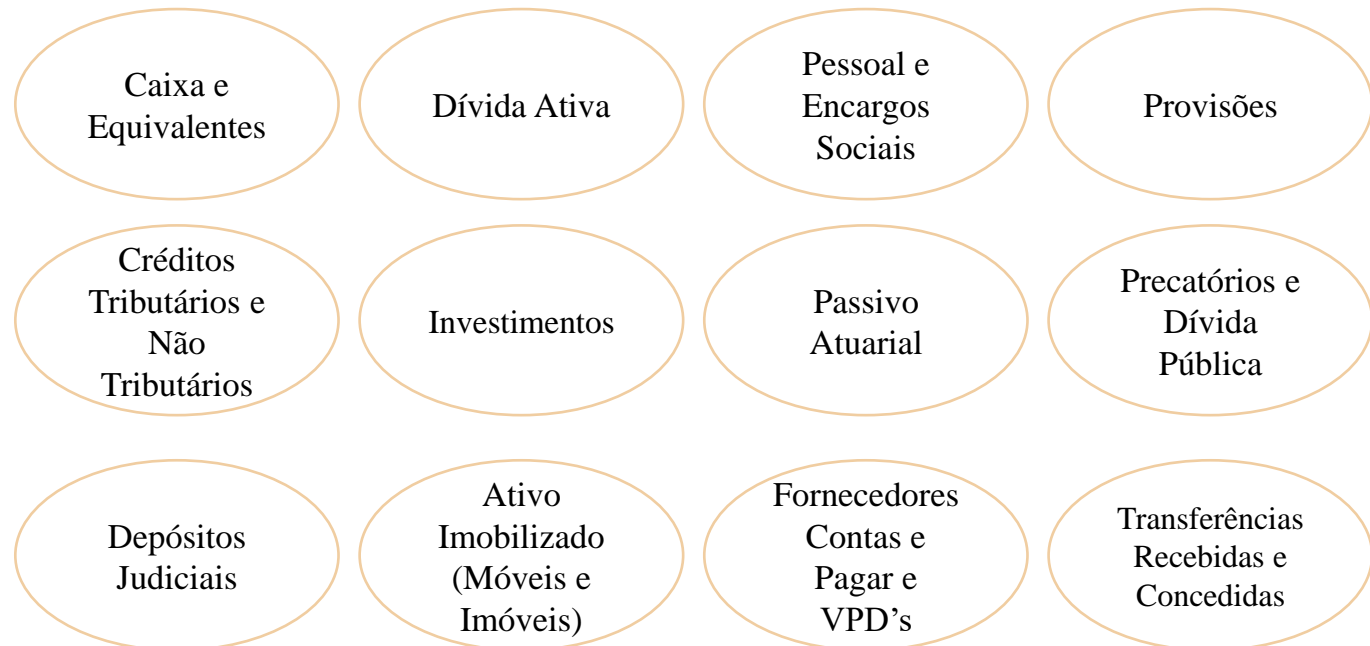 Caixa e
Equivalentes
Dívida Ativa
Pessoal e
Encargos
Sociais
Provisões
Créditos
Tributários e
Não
Tributários
Investimentos
Passivo
Atuarial
Precatórios e
Dívida
Pública
Depósitos
Judiciais
Ativo
Imobilizado
(Móveis e
Imóveis)
Fornecedores
Contas e
Pagar e
VPD’s
Transferências
Recebidas e
Concedidas